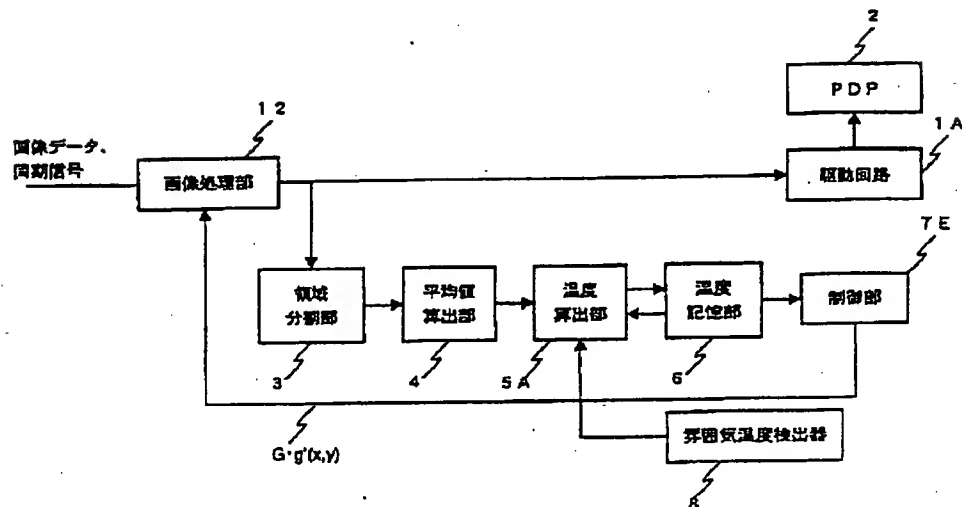 2
PDP
12
1A
画像データ、
同期信号
画像処理部
駆動回路
7E
領域
分割部
平均値
算出部
温度
算出部
温度
記憶部
制御部
3
4
5A
6
G・g'(x,y)
雰囲気温度検出器
8